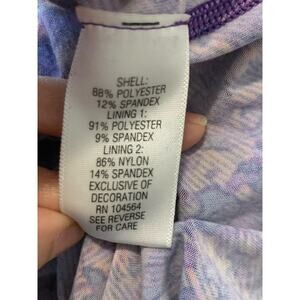 SHELL:
88% POLYESTER
12% SPANDEX
LINING 1:
91% POLYESTER
9% SPANDEX
LINING 2:
86% NYLON
14% SPANDEX
EXCLUSIVE OF
DECORATION
RN 104564
SEE REVERSE
FOR CARE